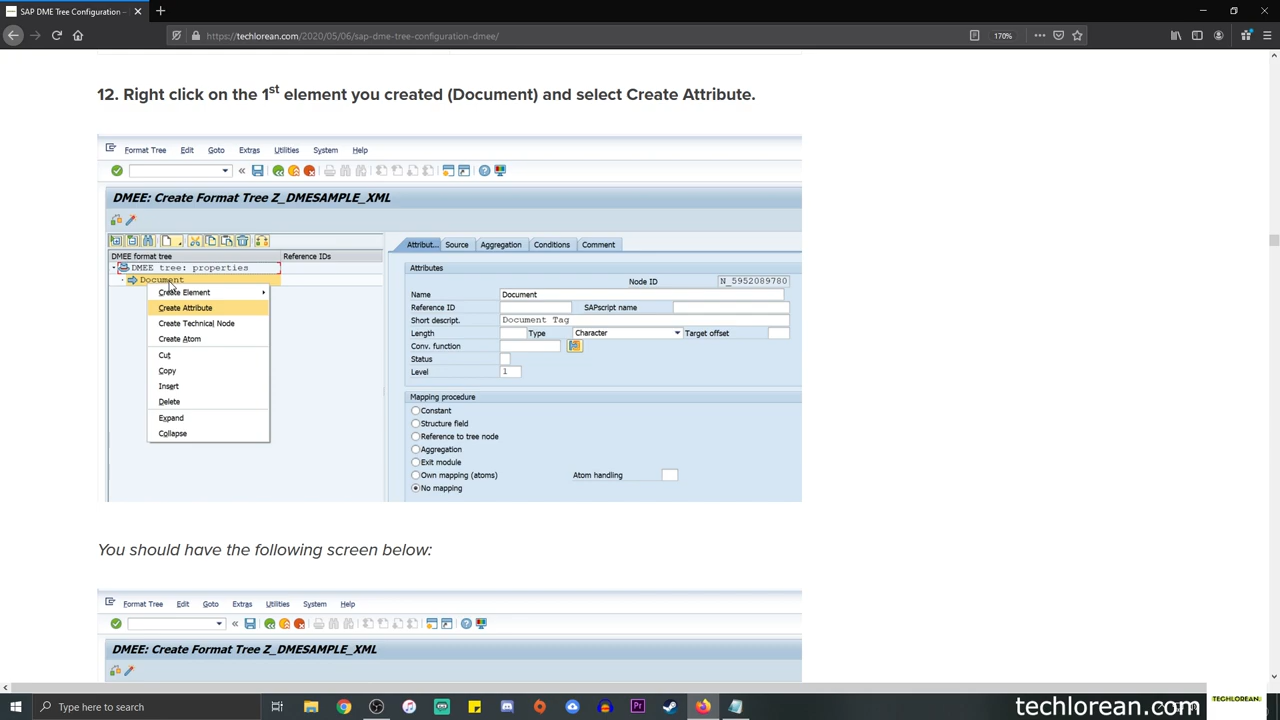 SAP DME Tree Configuration –
https://techlorean.com/2020/05/06/sap-dme-tree-configuration-dmee/
170%
12. Right click on the 1st element you created (Document) and select Create Attribute.
Format Tree Edit Goto Extras Utilities System Help
DMEE: Create Format Tree Z_DMESAMPLE_XML
DMEE format tree Reference IDs
DMEE tree: properties
Document
Create Element
Create Attribute
Create Technical Node
Create Atom
Cut
Copy
Insert
Delete
Expand
Collapse
Attribut... Source Aggregation Conditions Comment
Attributes
Node ID N_5952089780
Name Document
Reference ID SAPscript name
Short descript. Document Tag
Length Type Character Target offset
Conv. function
Status
Level 1
Mapping procedure
Constant
Structure field
Reference to tree node
Aggregation
Exit module
Own mapping (atoms) Atom handling
No mapping
You should have the following screen below:
Format Tree Edit Goto Extras Utilities System Help
DMEE: Create Format Tree Z_DMESAMPLE_XML
Type here to search
techlorean.com
TECHLOREAN